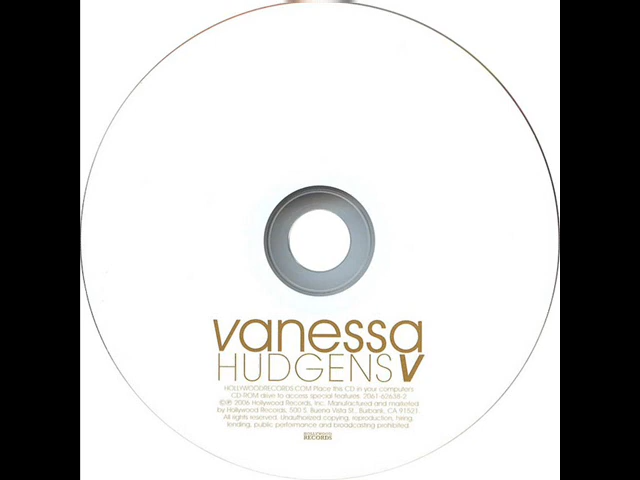 vanessa
HUDGENS V
HOLLYWOODRECORDS.COM Place this CD in your computers
CD-ROM drive to access special features. 2061-62638-2
©℗ 2006 Hollywood Records, Inc. Manufactured and marketed
by Hollywood Records, 500 S. Buena Vista St., Burbank, CA 91521.
All rights reserved. Unauthorized copying, reproduction, hiring,
lending, public performance and broadcasting prohibited.
HOLLYWOOD
RECORDS